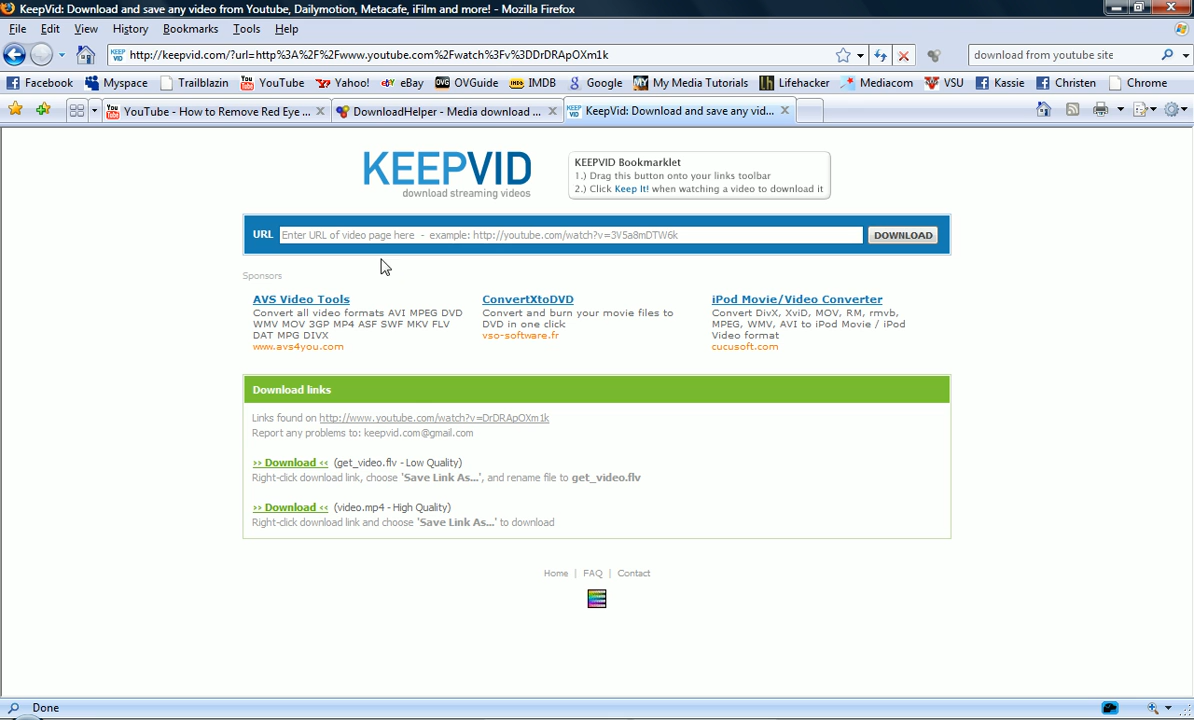 KeepVid: Download and save any video from Youtube, Dailymotion, Metacafe, iFilm and more! - Mozilla Firefox
File Edit View History Bookmarks Tools Help
KEEP VID http://keepvid.com/?url=http%3A%2F%2Fwww.youtube.com%2Fwatch%3Fv%3DDrDRApOXm1k download from youtube site
Facebook Myspace Trailblazin YouTube Yahoo! eBay OVGuide IMDB Google My Media Tutorials Lifehacker Mediacom VSU Kassie Christen Chrome
YouTube - How to Remove Red Eye ... DownloadHelper - Media download ... KeepVid: Download and save any vid...
KEEPVID
download streaming videos
KEEPVID Bookmarklet
1.) Drag this button onto your links toolbar
2.) Click Keep It! when watching a video to download it
URL Enter URL of video page here - example: http://youtube.com/watch?v=3V5a8mDTW6k DOWNLOAD
Sponsors
AVS Video Tools
Convert all video formats AVI MPEG DVD
WMV MOV 3GP MP4 ASF SWF MKV FLV
DAT MPG DIVX
www.avs4you.com
ConvertXtoDVD
Convert and burn your movie files to
DVD in one click
vso-software.fr
iPod Movie/Video Converter
Convert DivX, XviD, MOV, RM, rmvb,
MPEG, WMV, AVI to iPod Movie / iPod
Video format
cucusoft.com
Download links
Links found on http://www.youtube.com/watch?v=DrDRApOXm1k
Report any problems to: keepvid.com@gmail.com
>> Download << (get_video.flv - Low Quality)
Right-click download link, choose 'Save Link As...', and rename file to get_video.flv
>> Download << (video.mp4 - High Quality)
Right-click download link and choose 'Save Link As...' to download
Home | FAQ | Contact
Done